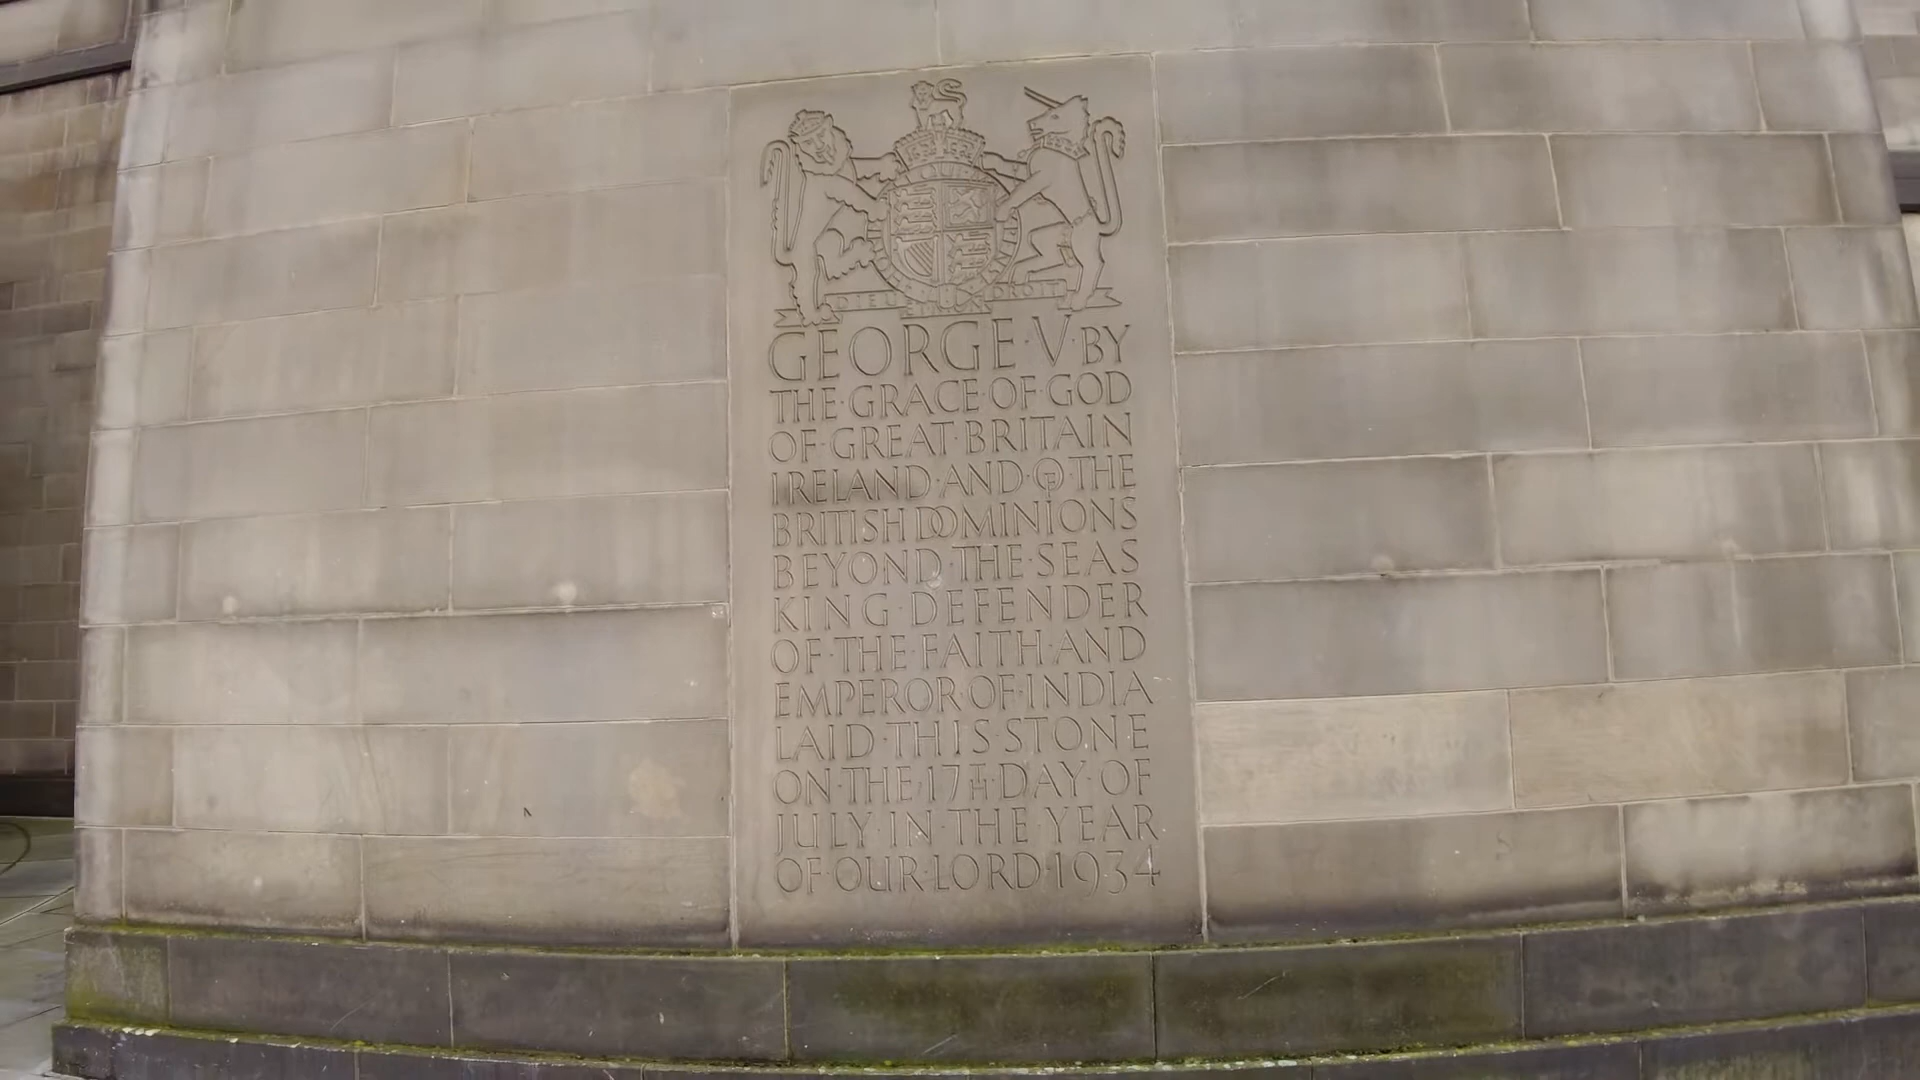 DIEU ET MON DROIT
GEORGE·V·BY
THE·GRACE·OF·GOD
OF·GREAT·BRITAIN
IRELAND·AND·OF·THE
BRITISH DOMINIONS
BEYOND·THE·SEAS
KING·DEFENDER
OF·THE·FAITH·AND
EMPEROR·OF·INDIA
LAID·THIS·STONE
ON·THE·17TH·DAY·OF
JULY·IN·THE·YEAR
OF·OUR·LORD·1934